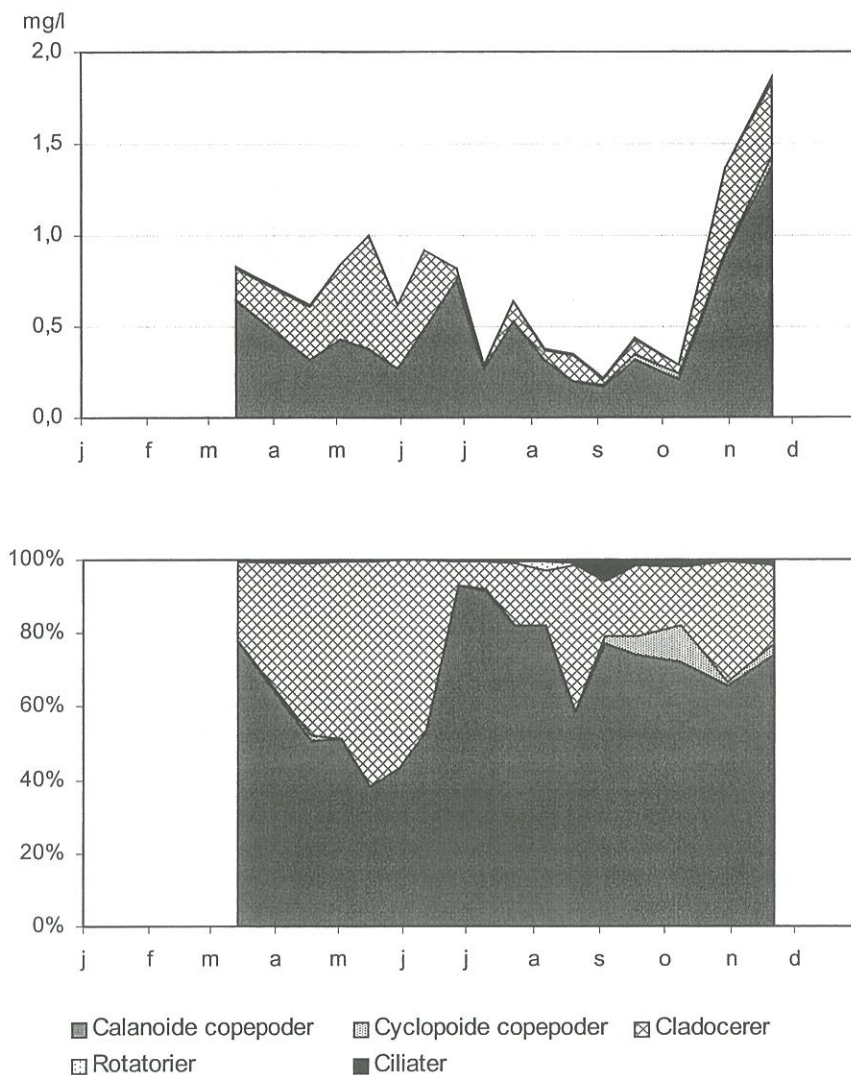 mg/l
2,0
1,5
1,0
0,5
0,0
j f m a m j j a s o n d
100%
80%
60%
40%
20%
0%
j f m a m j j a s o n d
Calanoide copepoder Cyclopoide copepoder Cladocerer
Rotatorier Ciliater